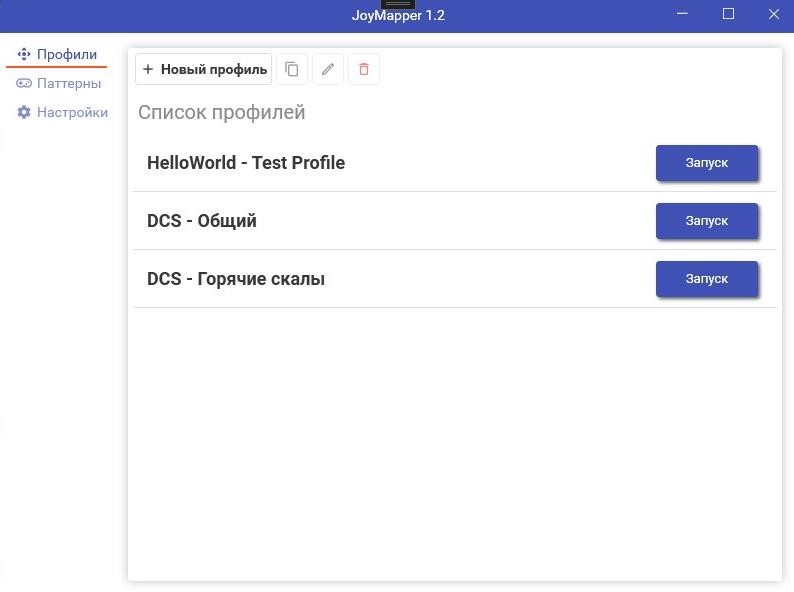 JoyMapper 1.2
Профили
Паттерны
Настройки
+ Новый профиль
Список профилей
HelloWorld - Test Profile
Запуск
DCS - Общий
Запуск
DCS - Горячие скалы
Запуск